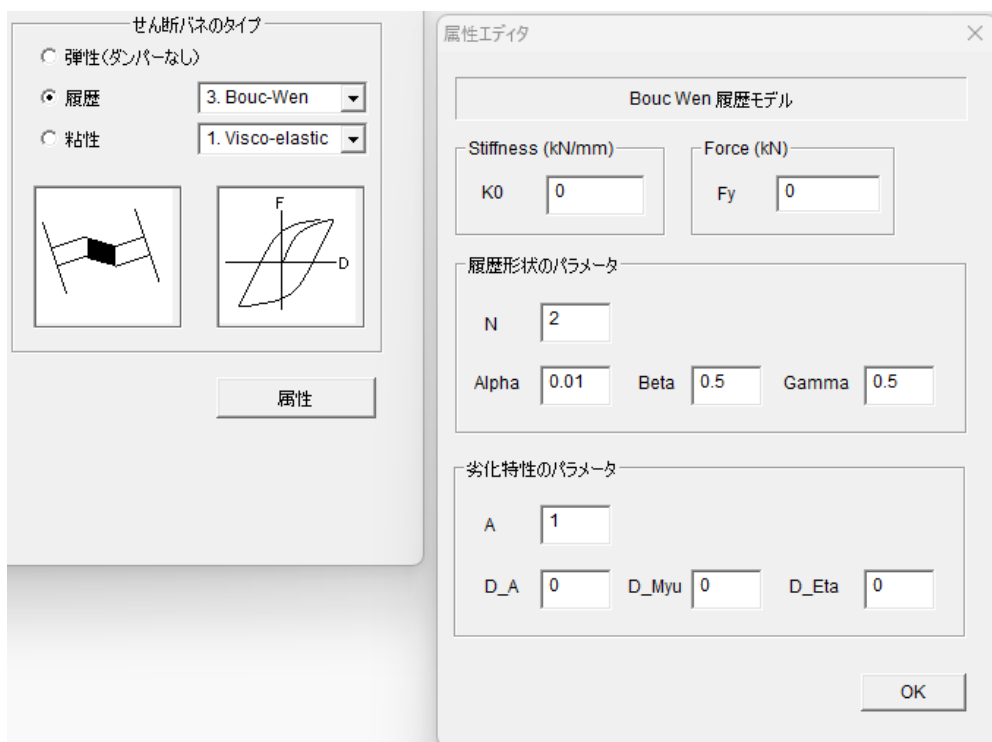 せん断バネのタイプ
弾性(ダンパーなし)
履歴 3. Bouc-Wen
粘性 1. Visco-elastic
F
D
属性
属性エディタ
Bouc Wen 履歴モデル
Stiffness (kN/mm)
K0 0
Force (kN)
Fy 0
履歴形状のパラメータ
N 2
Alpha 0.01 Beta 0.5 Gamma 0.5
劣化特性のパラメータ
A 1
D_A 0 D_Myu 0 D_Eta 0
OK